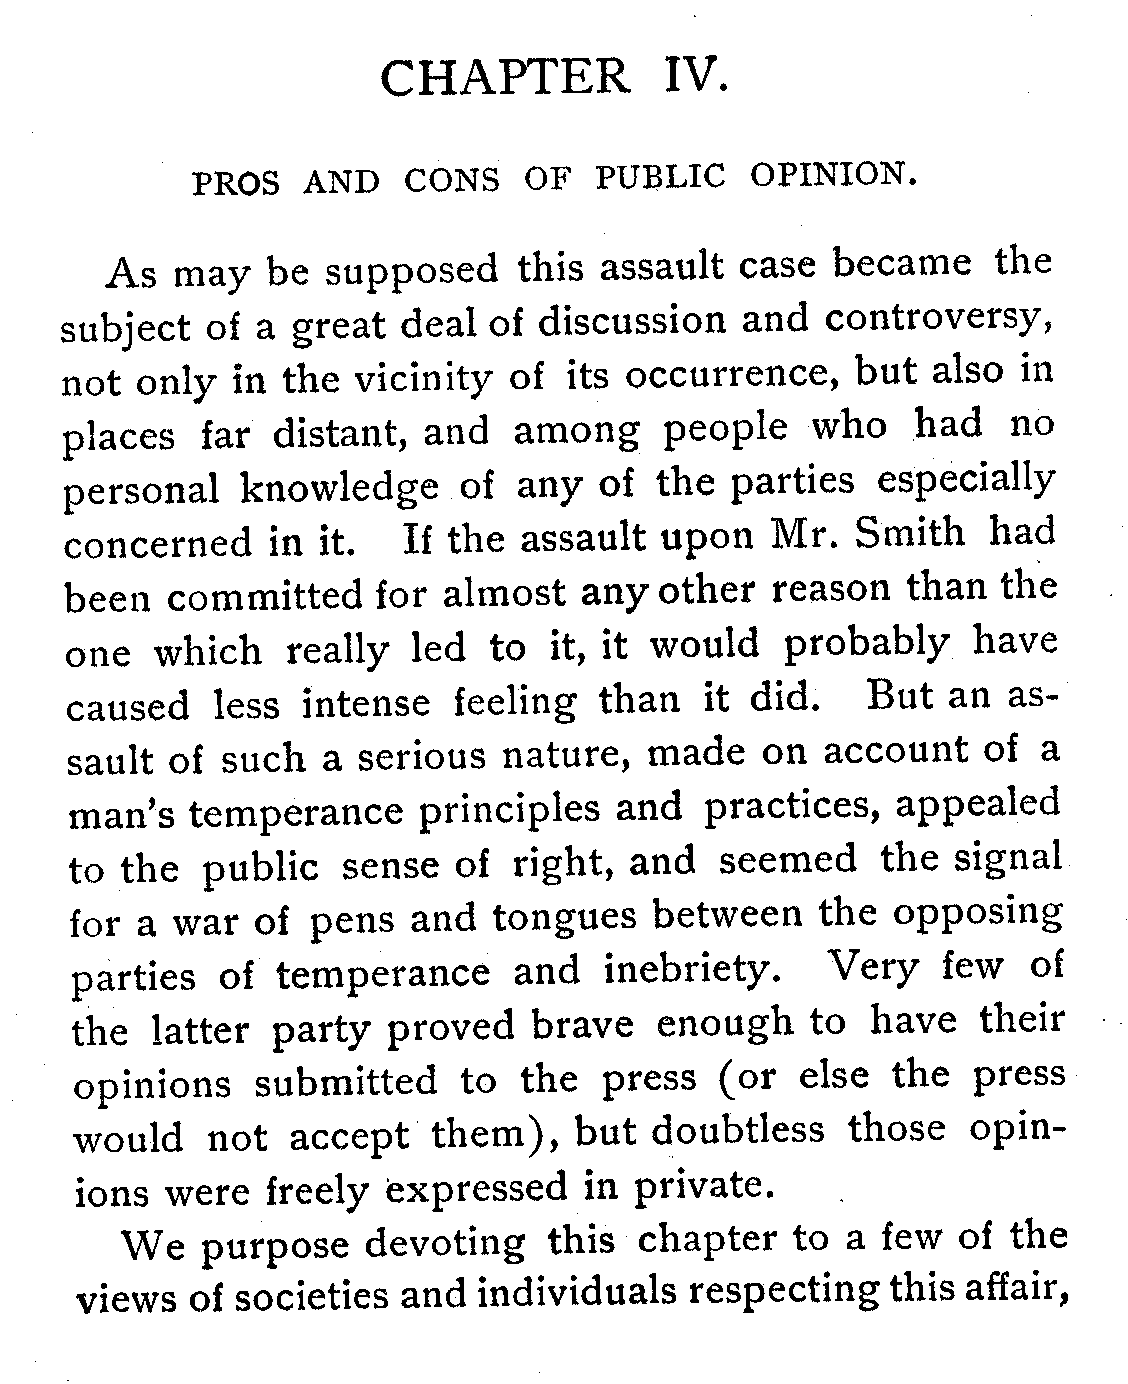 CHAPTER IV.
PROS AND CONS OF PUBLIC OPINION.
As may be supposed this assault case became the
subject of a great deal of discussion and controversy,
not only in the vicinity of its occurrence, but also in
places far distant, and among people who had no
personal knowledge of any of the parties especially
concerned in it. If the assault upon Mr. Smith had
been committed for almost any other reason than the
one which really led to it, it would probably have
caused less intense feeling than it did. But an as-
sault of such a serious nature, made on account of a
man's temperance principles and practices, appealed
to the public sense of right, and seemed the signal
for a war of pens and tongues between the opposing
parties of temperance and inebriety. Very few of
the latter party proved brave enough to have their
opinions submitted to the press (or else the press
would not accept them), but doubtless those opin-
ions were freely expressed in private.
We purpose devoting this chapter to a few of the
views of societies and individuals respecting this affair,